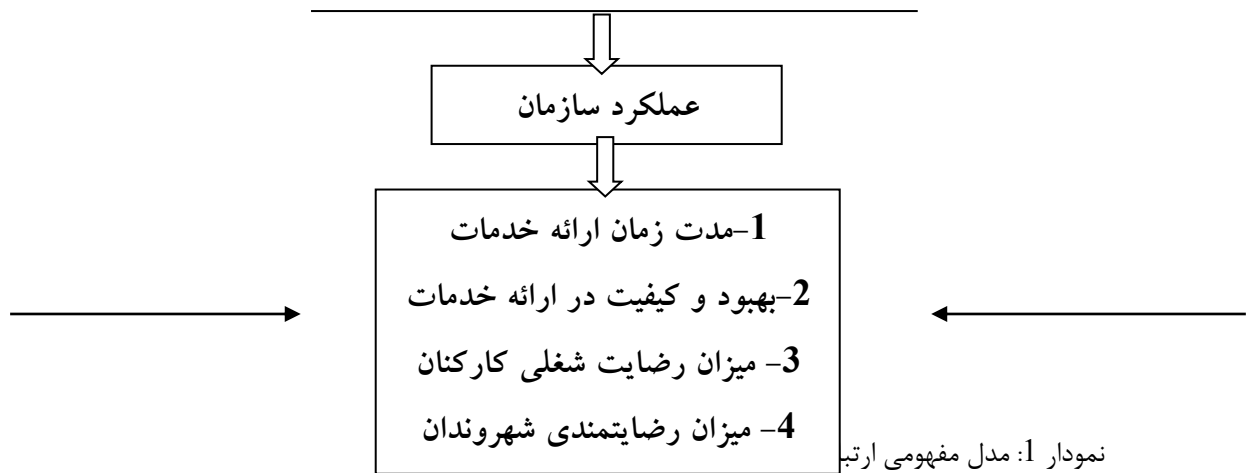 عملکرد سازمان
1-مدت زمان ارائه خدمات
2-بهبود و کیفیت در ارائه خدمات
3- میزان رضایت شغلی کارکنان
4- میزان رضایتمندی شهروندان
نمودار 1: مدل مفهومی